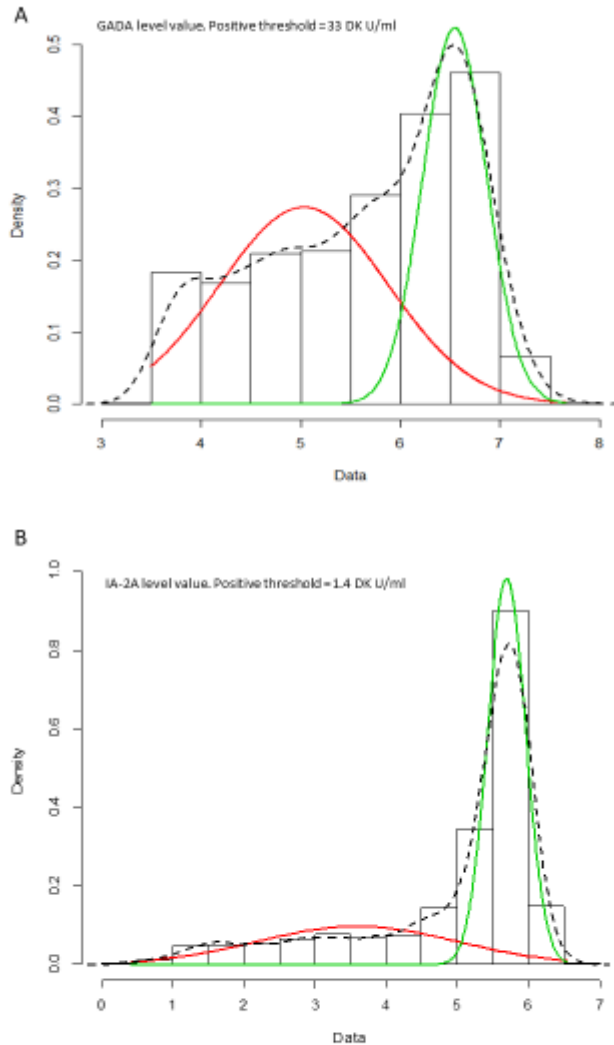 A
GADA level value. Positive threshold = 33 DK U/ml
0.5
0.4
0.3
0.2
0.1
0.0
Density
3 4 5 6 7 8
Data
B
IA-2A level value. Positive threshold = 1.4 DK U/ml
1.0
0.8
0.6
0.4
0.2
0.0
Density
0 1 2 3 4 5 6 7
Data